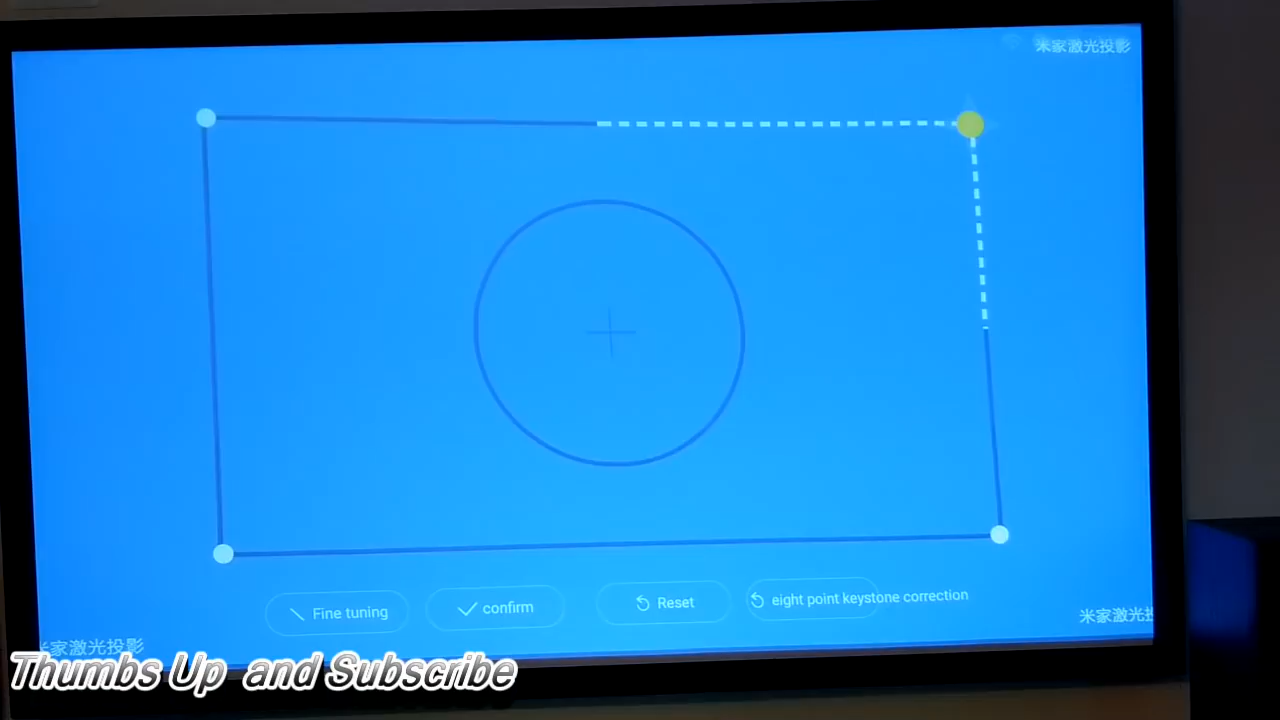 米家激光投影
Fine tuning
confirm
Reset
eight point keystone correction
米家激光投
米家激光投影
Thumbs Up and Subscribe